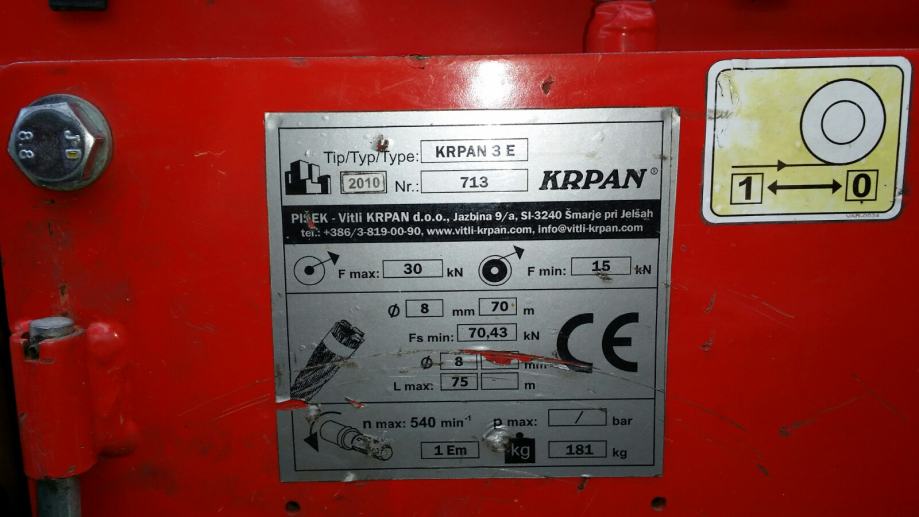 JD
8.8
Tip/Typ/Type: KRPAN 3 E
2010 Nr.: 713 KRPAN®
PIŠEK - Vitli KRPAN d.o.o., Jazbina 9/a, SI-3240 Šmarje pri Jelšah
tel.: +386/3-819-00-90, www.vitli-krpan.com, info@vitli-krpan.com
F max: 30 kN F min: 15 kN
Ø 8 mm 70 m
Fs min: 70,43 kN
CE
Ø 8 mm
L max: 75 m
n max: 540 min⁻¹ p max: / bar
1 Em kg 181 kg
1 0